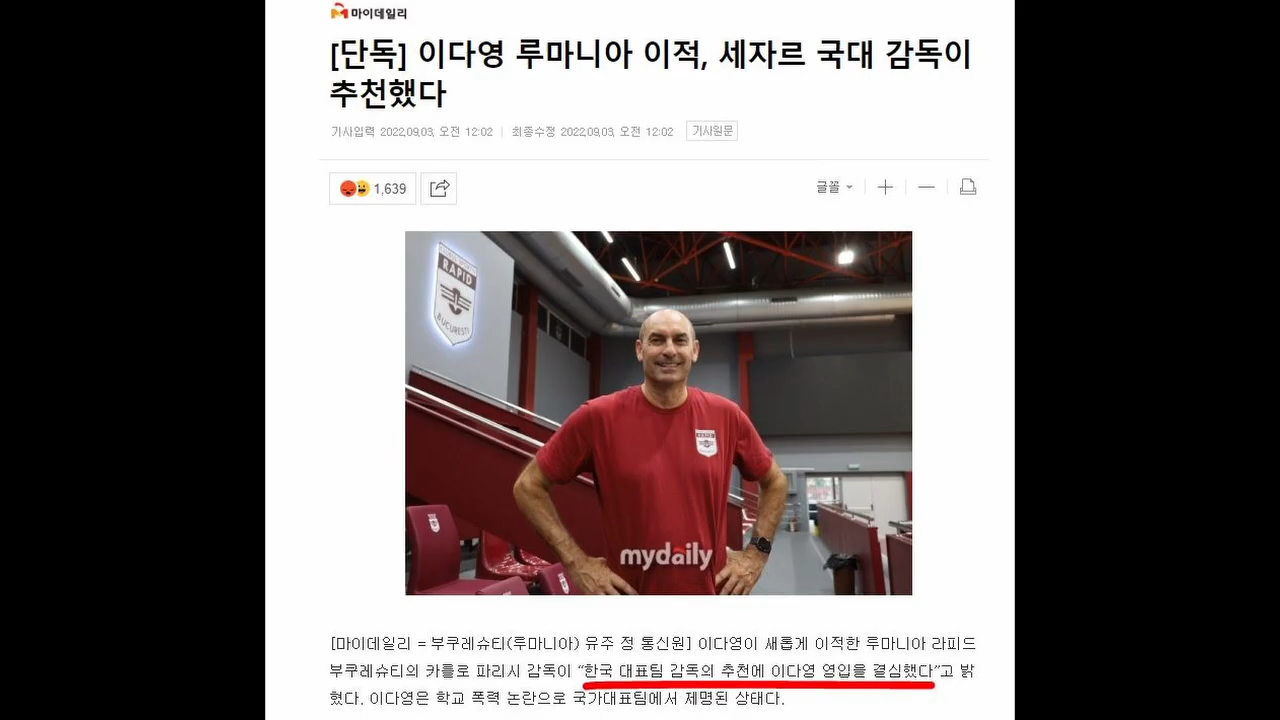 마이데일리
[단독] 이다영 루마니아 이적, 세자르 국대 감독이
추천했다
기사입력 2022.09.03. 오전 12:02 | 최종수정 2022.09.03. 오전 12:02 기사원문
1,639
글꼴
RAPID
BUCURESTI
RAPID
mydaily
[마이데일리 = 부쿠레슈티(루마니아) 유주 정 통신원] 이다영이 새롭게 이적한 루마니아 라피드
부쿠레슈티의 카를로 파리시 감독이 “한국 대표팀 감독의 추천에 이다영 영입을 결심했다”고 밝
혔다. 이다영은 학교 폭력 논란으로 국가대표팀에서 제명된 상태다.